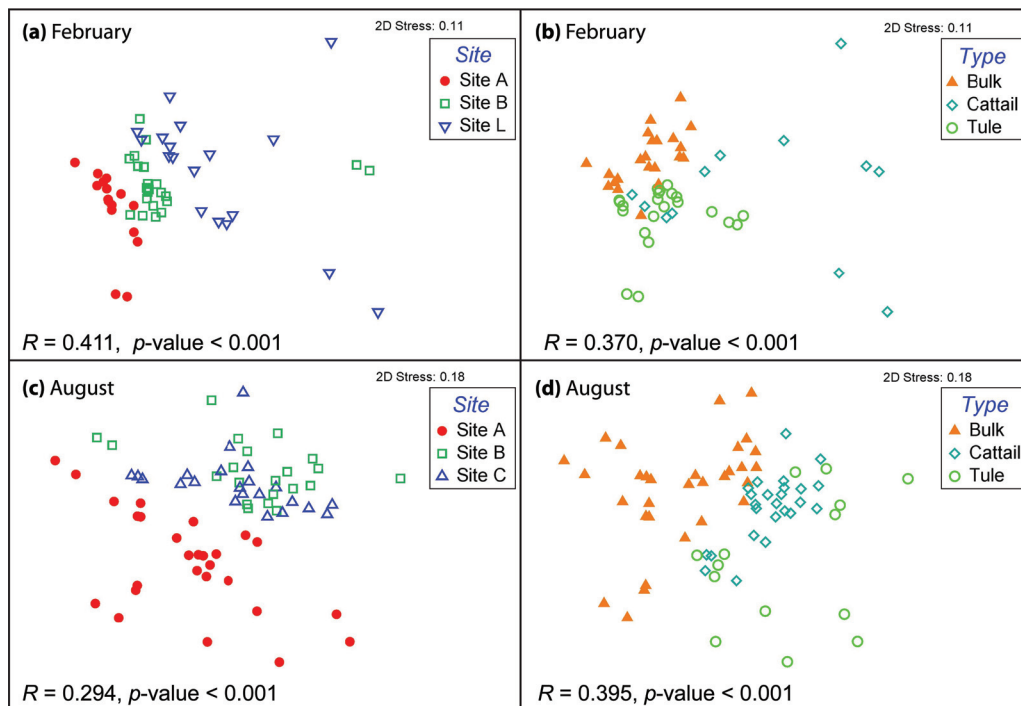 (a) February
2D Stress: 0.11
Site
Site A
Site B
Site L
R = 0.411, p-value < 0.001
(b) February
2D Stress: 0.11
Type
Bulk
Cattail
Tule
R = 0.370, p-value < 0.001
(c) August
2D Stress: 0.18
Site
Site A
Site B
Site C
R = 0.294, p-value < 0.001
(d) August
2D Stress: 0.18
Type
Bulk
Cattail
Tule
R = 0.395, p-value < 0.001